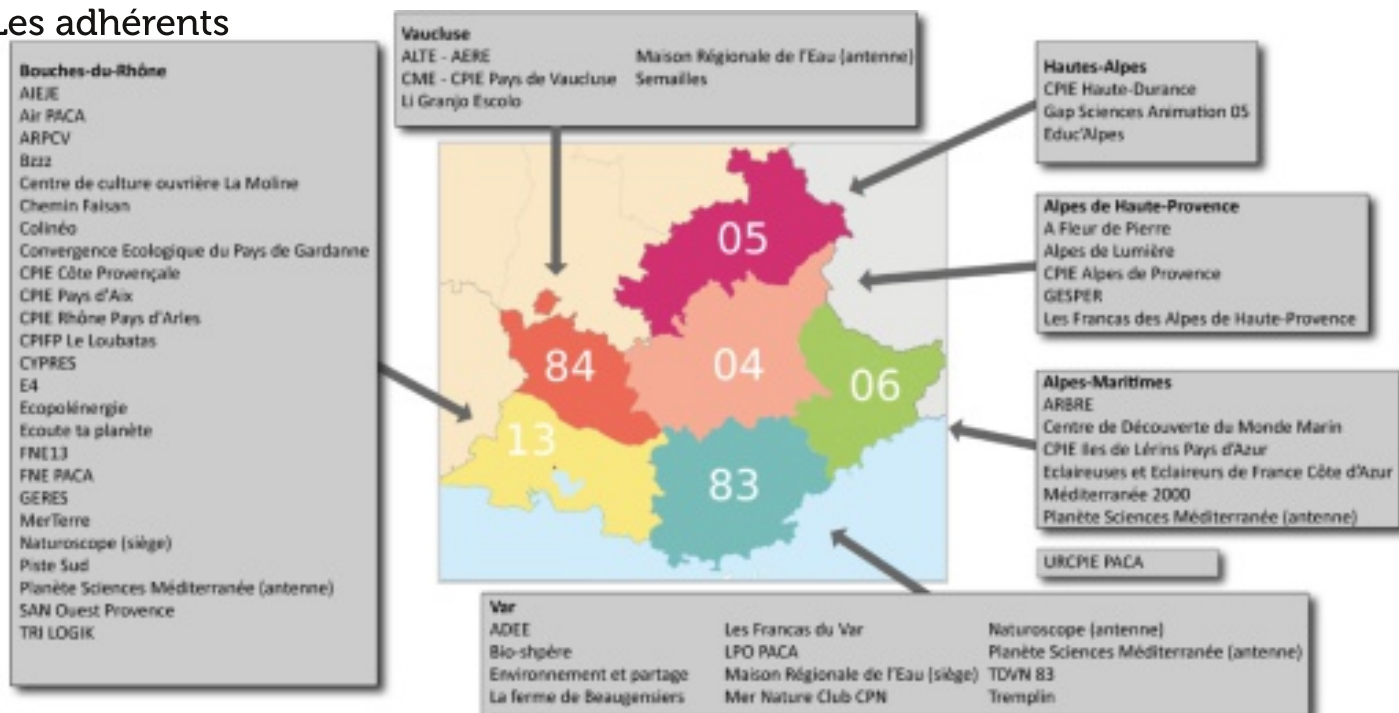 Les adhérents
Bouches-du-Rhône
AIEJE
Air PACA
ARPCV
Bzzz
Centre de culture ouvrière La Moline
Chemin Faisan
Colinéo
Convergence Ecologique du Pays de Gardanne
CPIE Côte Provençale
CPIE Pays d'Aix
CPIE Rhône Pays d'Arles
CPIFP Le Loubatas
CYPRES
E4
Ecopolénergie
Ecoute ta planète
FNE13
FNE PACA
GERES
MerTerre
Naturoscope (siège)
Piste Sud
Planète Sciences Méditerranée (antenne)
SAN Ouest Provence
TRI LOGIK
Vaucluse
ALTE - AERE
CME - CPIE Pays de Vaucluse
Li Granjo Escolo
Maison Régionale de l'Eau (antenne)
Semailles
Hautes-Alpes
CPIE Haute-Durance
Gap Sciences Animation 05
Educ'Alpes
Alpes de Haute-Provence
A Fleur de Pierre
Alpes de Lumière
CPIE Alpes de Provence
GESPER
Les Francas des Alpes de Haute-Provence
Alpes-Maritimes
ARBRE
Centre de Découverte du Monde Marin
CPIE Iles de Lérins Pays d'Azur
Eclaireuses et Eclaireurs de France Côte d'Azur
Méditerranée 2000
Planète Sciences Méditerranée (antenne)
URCPIE PACA
05
84
04
06
13
83
Var
ADEE
Bio-shpère
Environnement et partage
La ferme de Beaugensiers
Les Francas du Var
LPO PACA
Maison Régionale de l'Eau (siège)
Mer Nature Club CPN
Naturoscope (antenne)
Planète Sciences Méditerranée (antenne)
TDVN 83
Tremplin